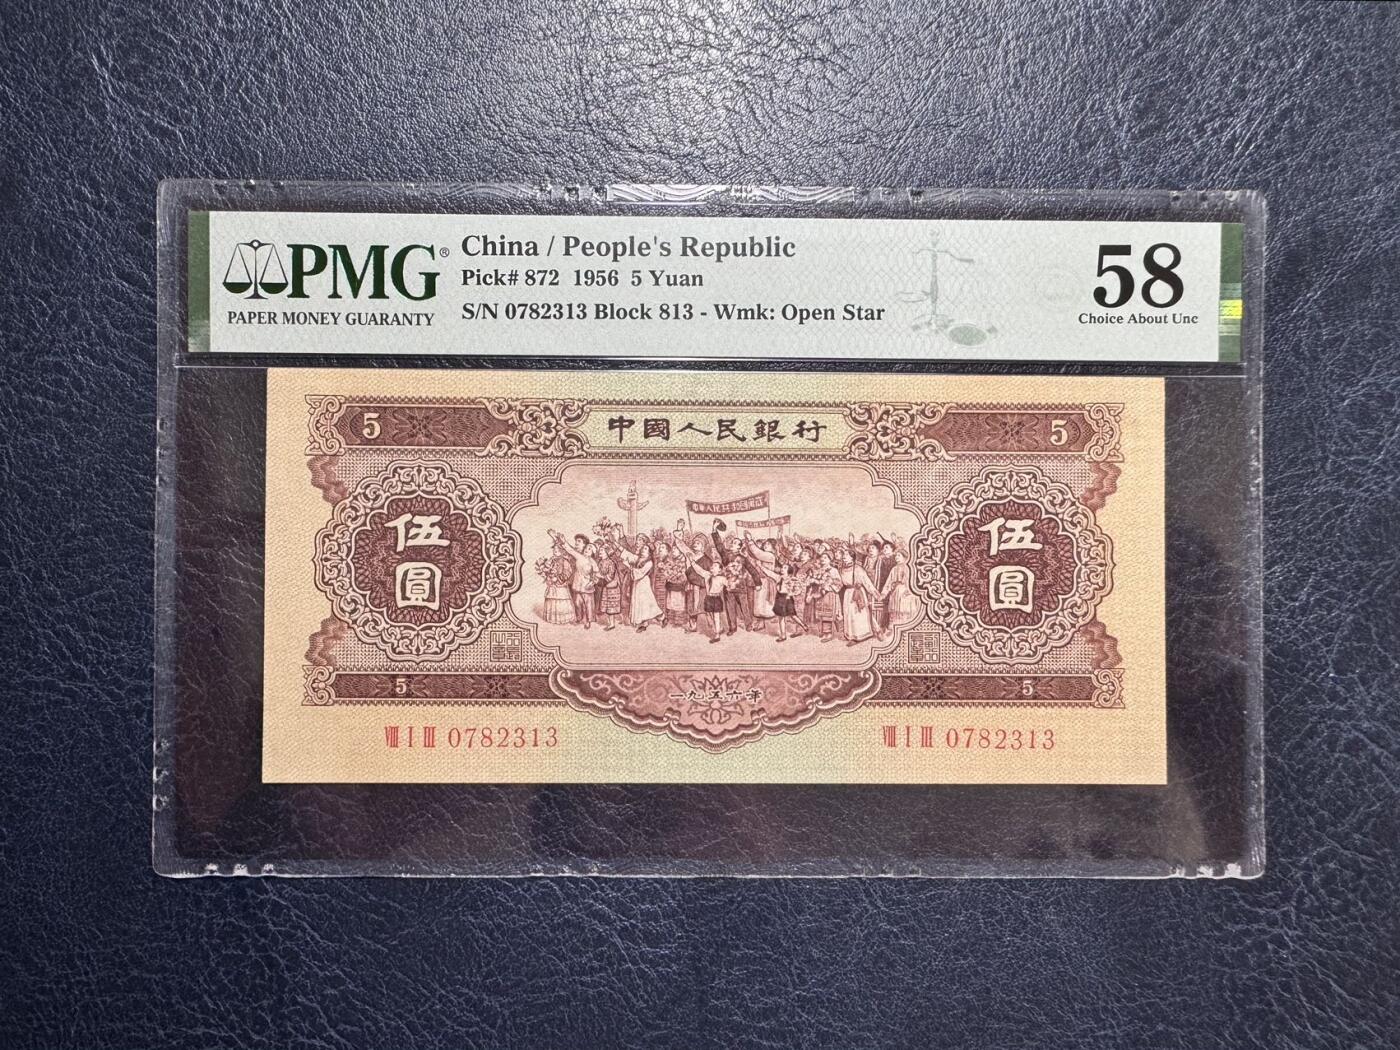 PMG®
PAPER MONEY GUARANTY
China / People's Republic
Pick# 872 1956 5 Yuan
S/N 0782313 Block 813 - Wmk: Open Star
58
Choice About Unc
5 中國人民銀行 5
伍圓
伍圓
5 一九五六年 5
Ⅷ Ⅰ Ⅲ 0782313
Ⅷ Ⅰ Ⅲ 0782313